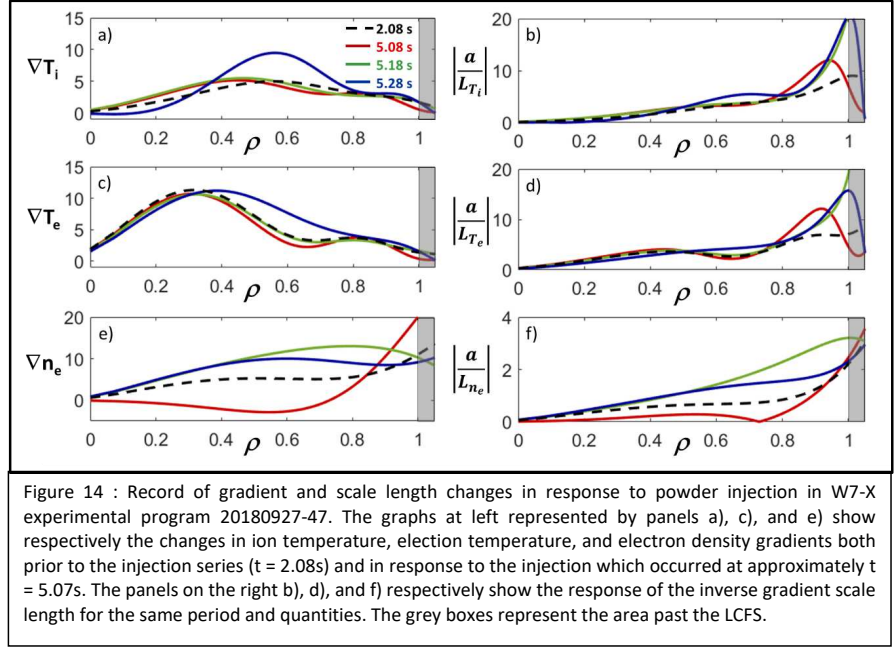 a)
∇Tᵢ
15
10
5
0
2.08 s
5.08 s
5.18 s
5.28 s
0 0.2 0.4 0.6 0.8 1
ρ
b)
|a/L_Tᵢ|
20
10
0
0 0.2 0.4 0.6 0.8 1
ρ
c)
∇Tₑ
15
10
5
0
0 0.2 0.4 0.6 0.8 1
ρ
d)
|a/L_Tₑ|
20
10
0
0 0.2 0.4 0.6 0.8 1
ρ
e)
∇nₑ
20
10
0
0 0.2 0.4 0.6 0.8 1
ρ
f)
|a/L_nₑ|
4
2
0
0 0.2 0.4 0.6 0.8 1
ρ
Figure 14 : Record of gradient and scale length changes in response to powder injection in W7-X
experimental program 20180927-47. The graphs at left represented by panels a), c), and e) show
respectively the changes in ion temperature, election temperature, and electron density gradients both
prior to the injection series (t = 2.08s) and in response to the injection which occurred at approximately t
= 5.07s. The panels on the right b), d), and f) respectively show the response of the inverse gradient scale
length for the same period and quantities. The grey boxes represent the area past the LCFS.